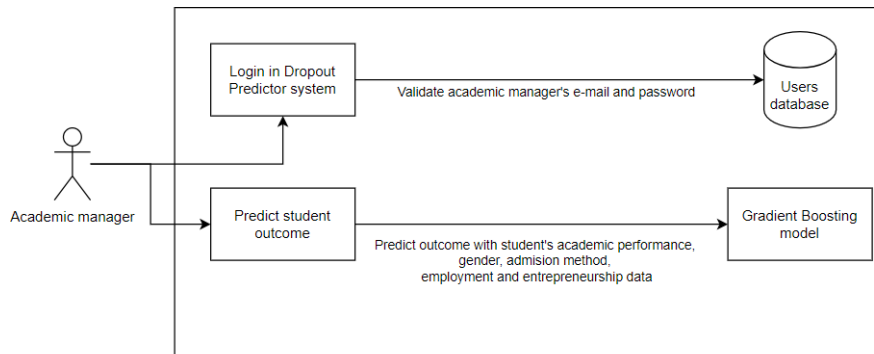 Login in Dropout
Predictor system
Validate academic manager's e-mail and password
Users
database
Academic manager
Predict student
outcome
Predict outcome with student's academic performance,
gender, admision method,
employment and entrepreneurship data
Gradient Boosting
model